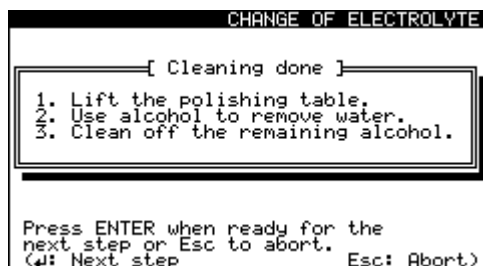 CHANGE OF ELECTROLYTE
[ Cleaning done ]
1. Lift the polishing table.
2. Use alcohol to remove water.
3. Clean off the remaining alcohol.
Press ENTER when ready for the
next step or Esc to abort.
(↲: Next step Esc: Abort)